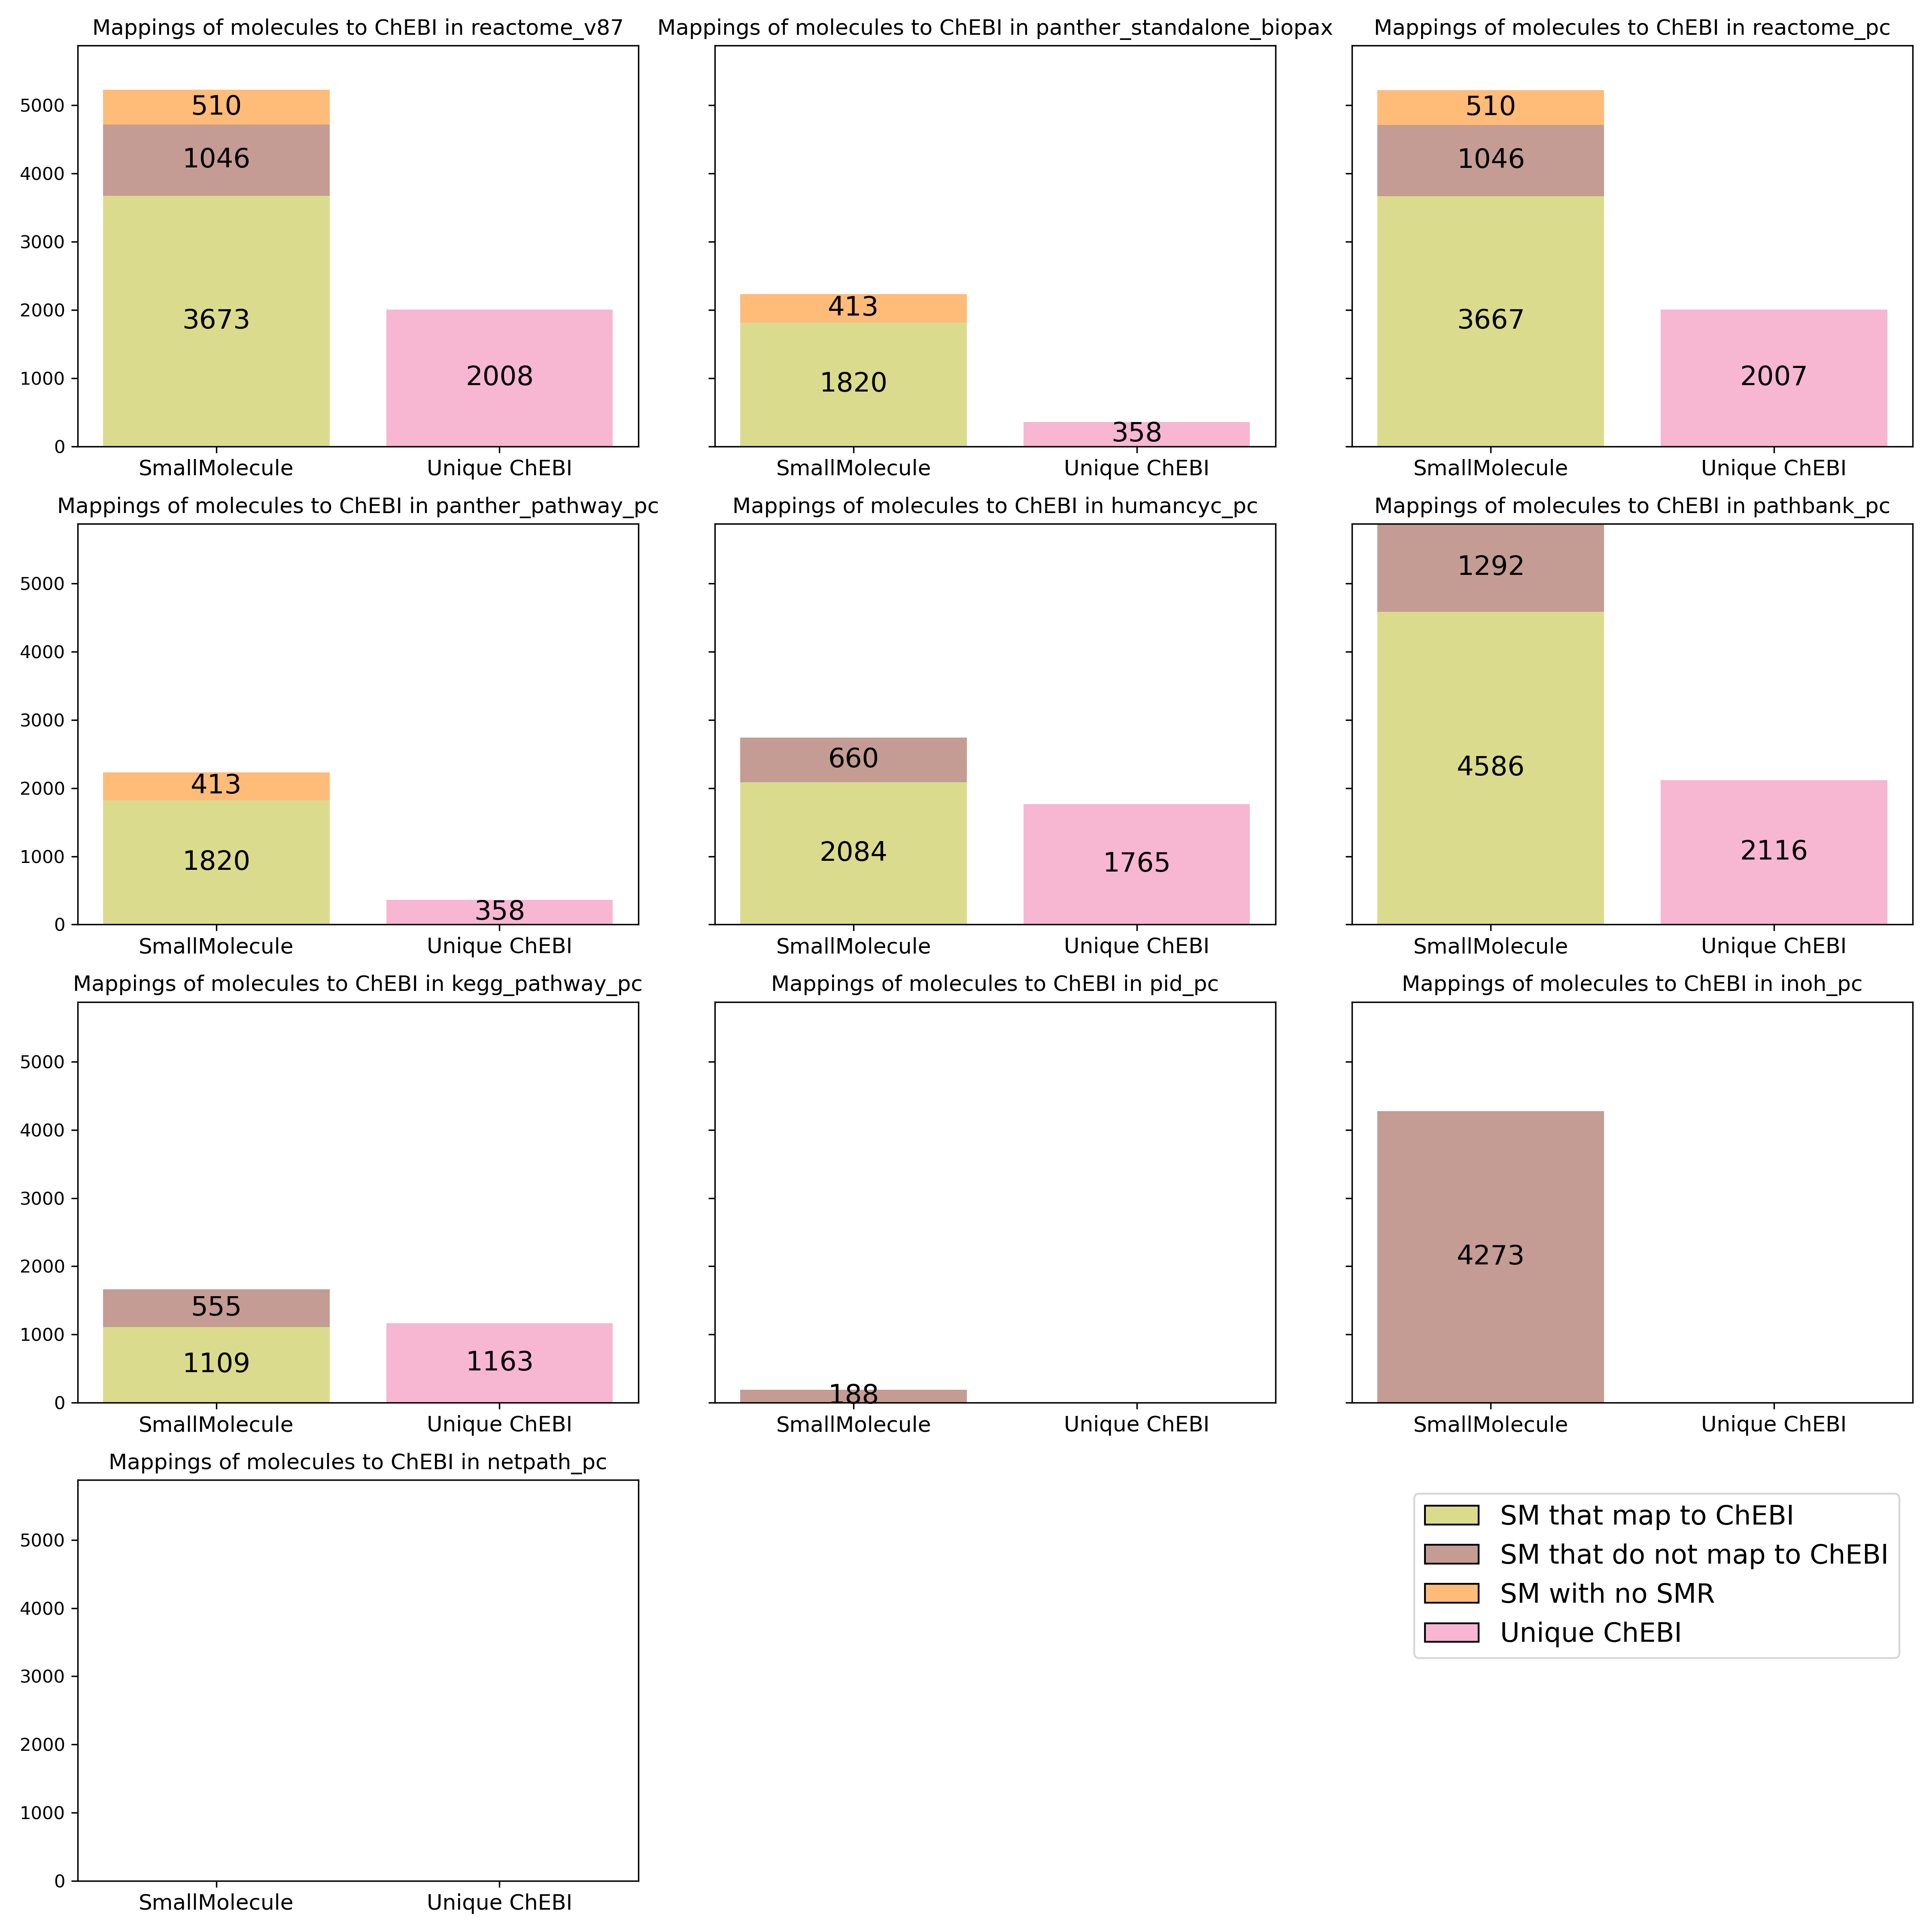 Mappings of molecules to ChEBI in reactome_v87
5000
4000
3000
2000
1000
0
510
1046
3673
2008
SmallMolecule
Unique ChEBI
Mappings of molecules to ChEBI in panther_standalone_biopax
413
1820
358
SmallMolecule
Unique ChEBI
Mappings of molecules to ChEBI in reactome_pc
510
1046
3667
2007
SmallMolecule
Unique ChEBI
Mappings of molecules to ChEBI in panther_pathway_pc
5000
4000
3000
2000
1000
0
413
1820
358
SmallMolecule
Unique ChEBI
Mappings of molecules to ChEBI in humancyc_pc
660
2084
1765
SmallMolecule
Unique ChEBI
Mappings of molecules to ChEBI in pathbank_pc
1292
4586
2116
SmallMolecule
Unique ChEBI
Mappings of molecules to ChEBI in kegg_pathway_pc
5000
4000
3000
2000
1000
0
555
1109
1163
SmallMolecule
Unique ChEBI
Mappings of molecules to ChEBI in pid_pc
188
SmallMolecule
Unique ChEBI
Mappings of molecules to ChEBI in inoh_pc
4273
SmallMolecule
Unique ChEBI
Mappings of molecules to ChEBI in netpath_pc
5000
4000
3000
2000
1000
0
SmallMolecule
Unique ChEBI
SM that map to ChEBI
SM that do not map to ChEBI
SM with no SMR
Unique ChEBI